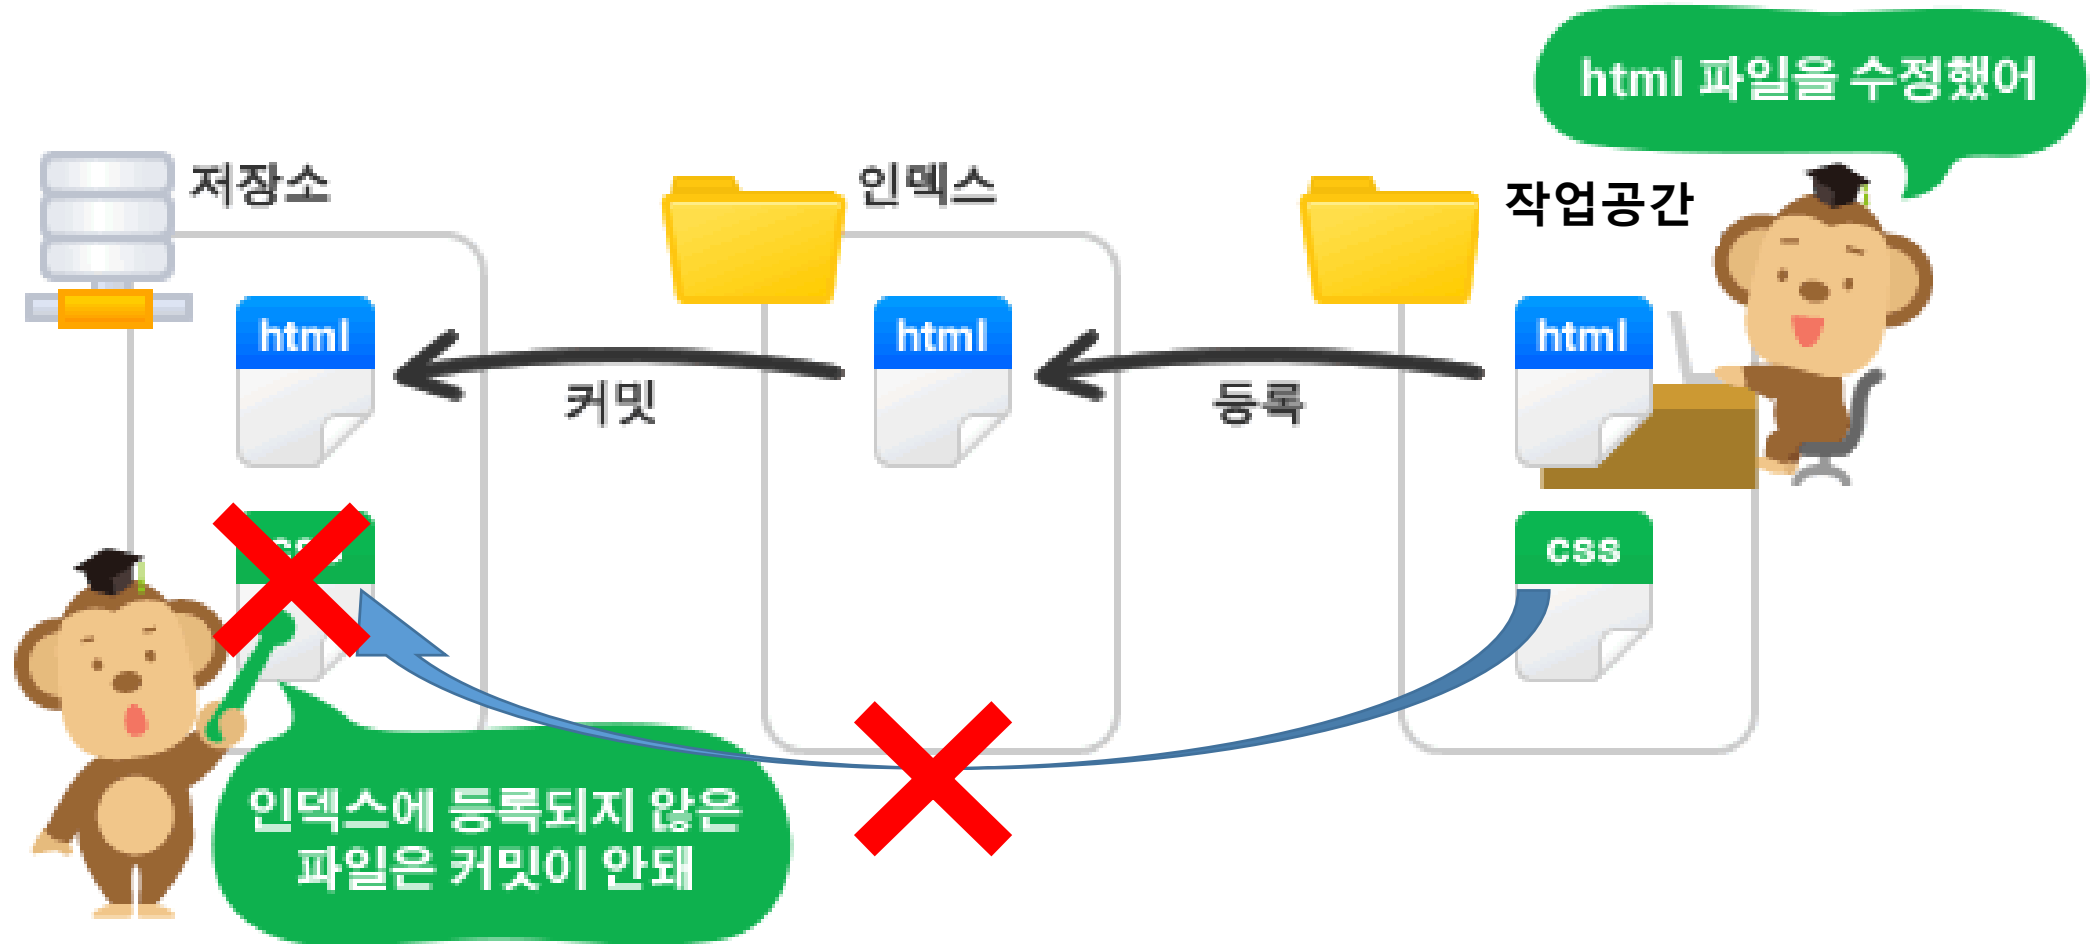 html 파일을 수정했어
저장소
인덱스
작업공간
html
html
html
커밋
등록
css
css
인덱스에 등록되지 않은
파일은 커밋이 안돼